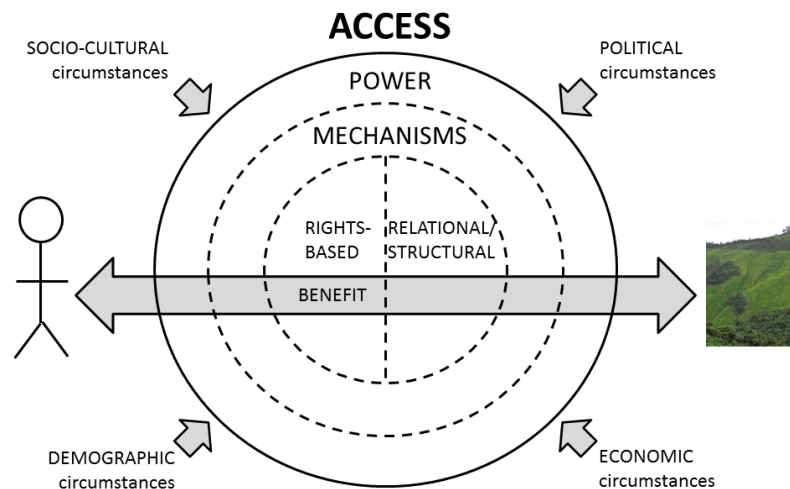 ACCESS
SOCIO-CULTURAL
circumstances
POLITICAL
circumstances
POWER
MECHANISMS
RIGHTS-
BASED
RELATIONAL/
STRUCTURAL
BENEFIT
DEMOGRAPHIC
circumstances
ECONOMIC
circumstances